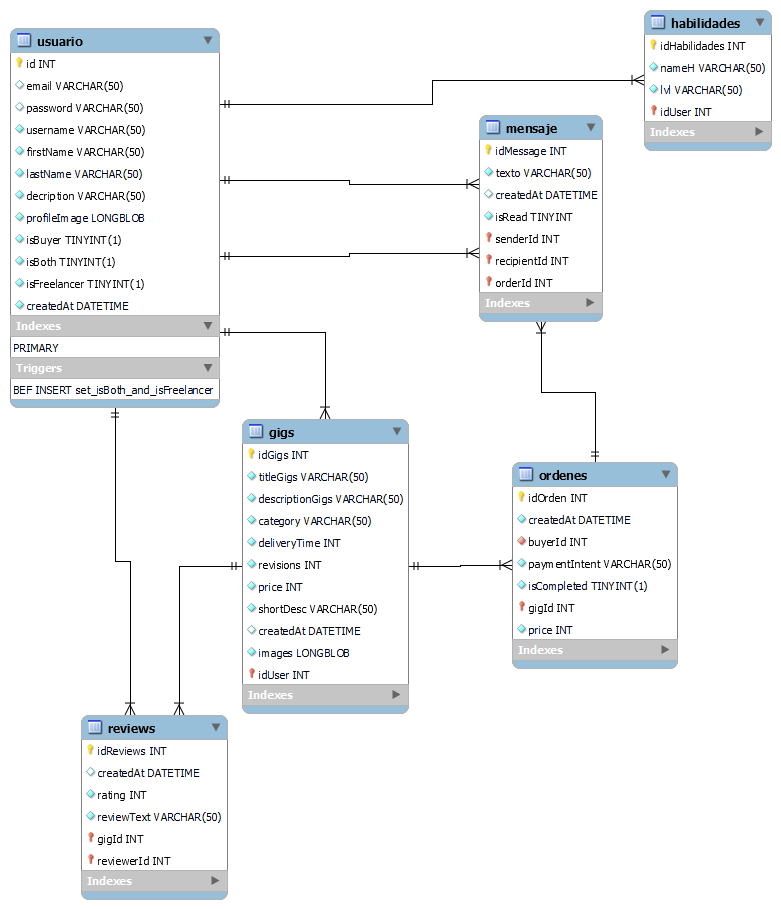 usuario
id INT
email VARCHAR(50)
password VARCHAR(50)
username VARCHAR(50)
firstName VARCHAR(50)
lastName VARCHAR(50)
decription VARCHAR(50)
profileImage LONGBLOB
isBuyer TINYINT(1)
isBoth TINYINT(1)
isFreelancer TINYINT(1)
createdAt DATETIME
Indexes
PRIMARY
Triggers
BEF INSERT set_isBoth_and_isFreelancer
habilidades
idHabilidades INT
nameH VARCHAR(50)
lvl VARCHAR(50)
idUser INT
Indexes
mensaje
idMessage INT
texto VARCHAR(50)
createdAt DATETIME
isRead TINYINT
senderId INT
recipientId INT
orderId INT
Indexes
gigs
idGigs INT
titleGigs VARCHAR(50)
descriptionGigs VARCHAR(50)
category VARCHAR(50)
deliveryTime INT
revisions INT
price INT
shortDesc VARCHAR(50)
createdAt DATETIME
images LONGBLOB
idUser INT
Indexes
ordenes
idOrden INT
createdAt DATETIME
buyerId INT
paymentIntent VARCHAR(50)
isCompleted TINYINT(1)
gigId INT
price INT
Indexes
reviews
idReviews INT
createdAt DATETIME
rating INT
reviewText VARCHAR(50)
gigId INT
reviewerId INT
Indexes